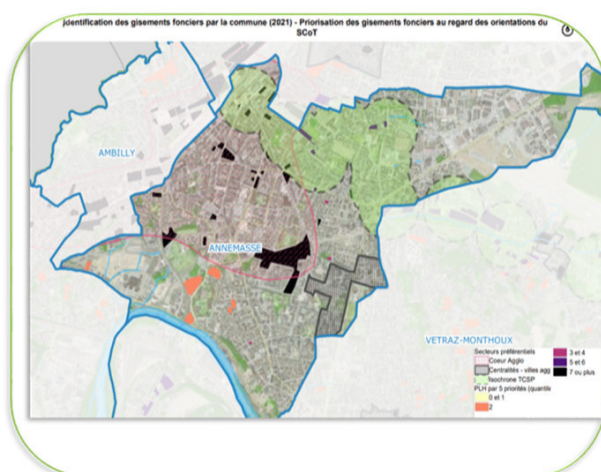 Identification des gisements fonciers par la commune (2021) - Priorisation des gisements fonciers au regard des orientations du
SCoT
AMBILLY
ANNEMASSE
VETRAZ-MONTHOUX
Secteurs préférentiels
Coeur Agglo
Centralités - villes agg
Isochrone TCSP
PLH par 5 priorités (quantile
0 et 1
2
3 et 4
5 et 6
7 ou plus